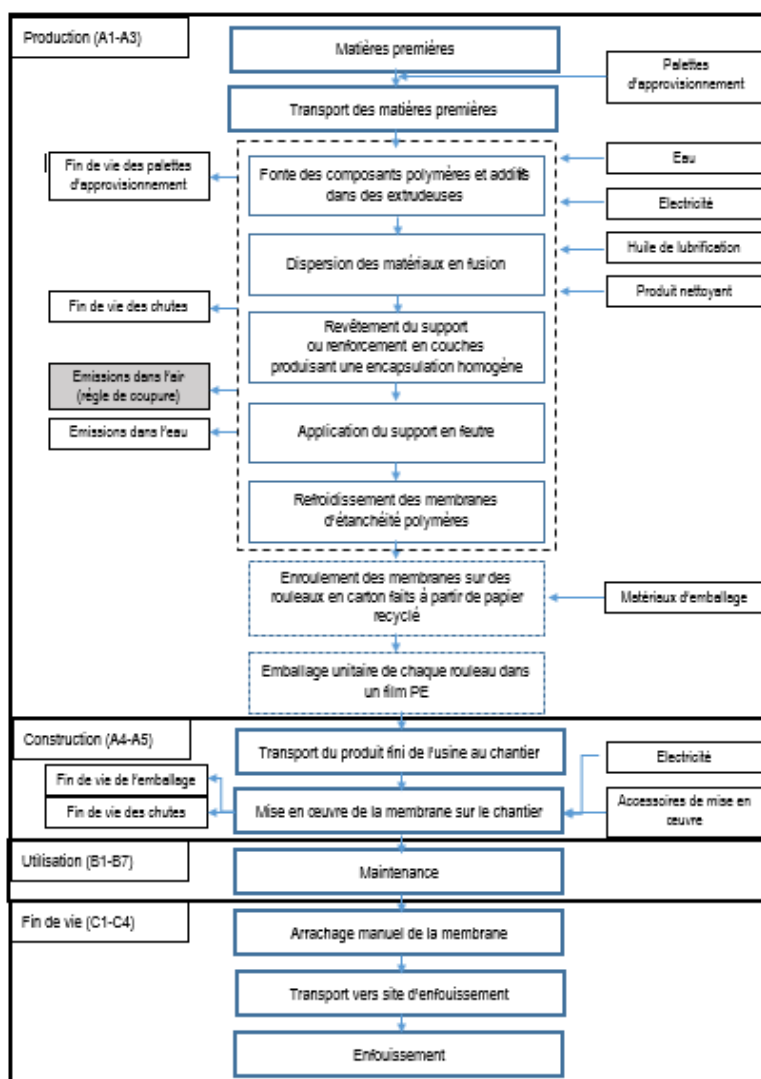 Production (A1-A3)
Matières premières
Palettes
d'approvisionnement
Transport des matières premières
Fin de vie des palettes
d'approvisionnement
Fonte des composants polymères et additifs
dans des extrudeuses
Eau
Electricité
Dispersion des matériaux en fusion
Huile de lubrification
Produit nettoyant
Fin de vie des chutes
Revêtement du support
ou renforcement en couches
produisant une encapsulation homogène
Emissions dans l'air
(règle de coupure)
Emissions dans l'eau
Application du support en feutre
Refroidissement des membranes
d'étanchéité polymères
Enroulement des membranes sur des
rouleaux en carton faits à partir de papier
recyclé
Matériaux d'emballage
Emballage unitaire de chaque rouleau dans
un film PE
Construction (A4-A5)
Transport du produit fini de l'usine au chantier
Electricité
Fin de vie de l'emballage
Fin de vie des chutes
Mise en œuvre de la membrane sur le chantier
Accessoires de mise en
œuvre
Utilisation (B1-B7)
Maintenance
Fin de vie (C1-C4)
Arrachage manuel de la membrane
Transport vers site d'enfouissement
Enfouissement